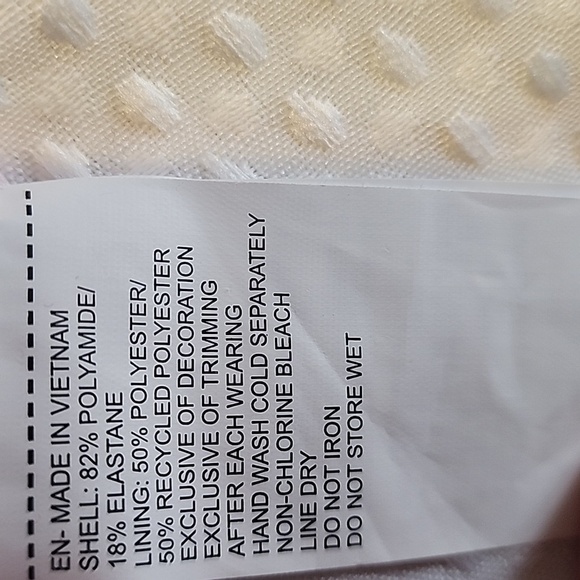 EN- MADE IN VIETNAM
SHELL: 82% POLYAMIDE/
18% ELASTANE
LINING: 50% POLYESTER/
50% RECYCLED POLYESTER
EXCLUSIVE OF DECORATION
EXCLUSIVE OF TRIMMING
AFTER EACH WEARING
HAND WASH COLD SEPARATELY
NON-CHLORINE BLEACH
LINE DRY
DO NOT IRON
DO NOT STORE WET